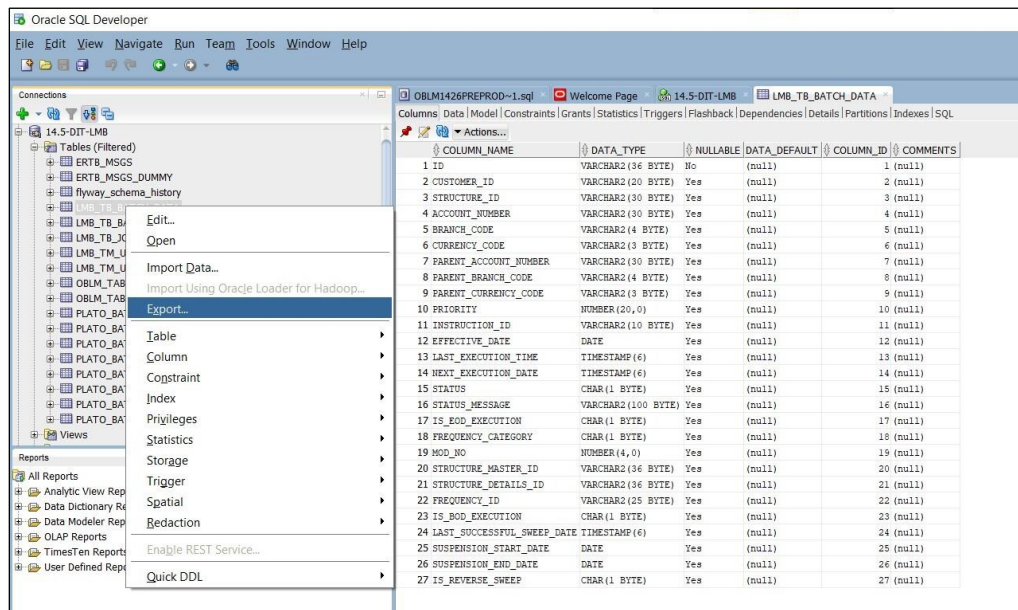 Oracle SQL Developer
File Edit View Navigate Run Team Tools Window Help
Connections
14.5-DIT-LMB
Tables (Filtered)
ERTB_MSGS
ERTB_MSGS_DUMMY
flyway_schema_history
LMB_TB_BATCH_DATA
LMB_TB_BA
LMB_TB_JO
LMB_TM_U
LMB_TM_U
OBLM_TAB
OBLM_TAB
PLATO_BA
PLATO_BA
PLATO_BA
PLATO_BA
PLATO_BA
PLATO_BA
Views
Edit...
Open
Import Data...
Import Using Oracle Loader for Hadoop...
Export...
Table
Column
Constraint
Index
Privileges
Statistics
Storage
Trigger
Spatial
Redaction
Enable REST Service...
Quick DDL
Reports
All Reports
Analytic View Rep
Data Dictionary Re
Data Modeler Rep
OLAP Reports
TimesTen Reports
User Defined Repo
OBLM1426PREPROD~1.sql Welcome Page 14.5-DIT-LMB LMB_TB_BATCH_DATA
Columns Data Model Constraints Grants Statistics Triggers Flashback Dependencies Details Partitions Indexes SQL
Actions...
COLUMN_NAME DATA_TYPE NULLABLE DATA_DEFAULT COLUMN_ID COMMENTS
1 ID VARCHAR2(36 BYTE) No (null) 1 (null)
2 CUSTOMER_ID VARCHAR2(20 BYTE) Yes (null) 2 (null)
3 STRUCTURE_ID VARCHAR2(30 BYTE) Yes (null) 3 (null)
4 ACCOUNT_NUMBER VARCHAR2(30 BYTE) Yes (null) 4 (null)
5 BRANCH_CODE VARCHAR2(4 BYTE) Yes (null) 5 (null)
6 CURRENCY_CODE VARCHAR2(3 BYTE) Yes (null) 6 (null)
7 PARENT_ACCOUNT_NUMBER VARCHAR2(30 BYTE) Yes (null) 7 (null)
8 PARENT_BRANCH_CODE VARCHAR2(4 BYTE) Yes (null) 8 (null)
9 PARENT_CURRENCY_CODE VARCHAR2(3 BYTE) Yes (null) 9 (null)
10 PRIORITY NUMBER(20,0) Yes (null) 10 (null)
11 INSTRUCTION_ID VARCHAR2(10 BYTE) Yes (null) 11 (null)
12 EFFECTIVE_DATE DATE Yes (null) 12 (null)
13 LAST_EXECUTION_TIME TIMESTAMP(6) Yes (null) 13 (null)
14 NEXT_EXECUTION_DATE TIMESTAMP(6) Yes (null) 14 (null)
15 STATUS CHAR(1 BYTE) Yes (null) 15 (null)
16 STATUS_MESSAGE VARCHAR2(100 BYTE) Yes (null) 16 (null)
17 IS_EOD_EXECUTION CHAR(1 BYTE) Yes (null) 17 (null)
18 FREQUENCY_CATEGORY CHAR(1 BYTE) Yes (null) 18 (null)
19 MOD_NO NUMBER(4,0) Yes (null) 19 (null)
20 STRUCTURE_MASTER_ID VARCHAR2(36 BYTE) Yes (null) 20 (null)
21 STRUCTURE_DETAILS_ID VARCHAR2(36 BYTE) Yes (null) 21 (null)
22 FREQUENCY_ID VARCHAR2(25 BYTE) Yes (null) 22 (null)
23 IS_BOD_EXECUTION CHAR(1 BYTE) Yes (null) 23 (null)
24 LAST_SUCCESSFUL_SWEEP_DATE TIMESTAMP(6) Yes (null) 24 (null)
25 SUSPENSION_START_DATE DATE Yes (null) 25 (null)
26 SUSPENSION_END_DATE DATE Yes (null) 26 (null)
27 IS_REVERSE_SWEEP CHAR(1 BYTE) Yes (null) 27 (null)